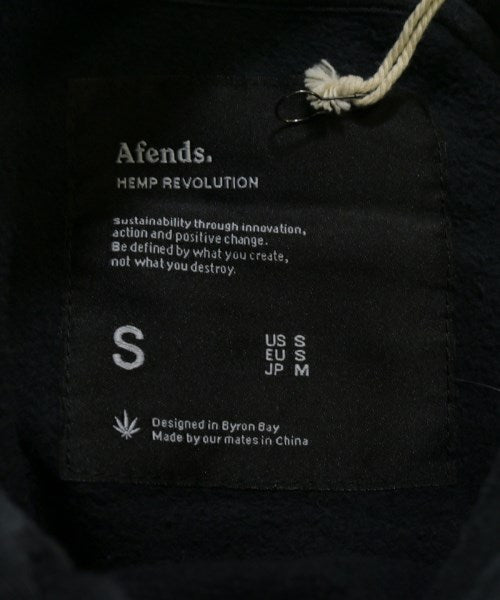 Afends.
HEMP REVOLUTION
Sustainability through innovation,
action and positive change.
Be defined by what you create,
not what you destroy.
S
US S
EU S
JP M
Designed in Byron Bay
Made by our mates in China